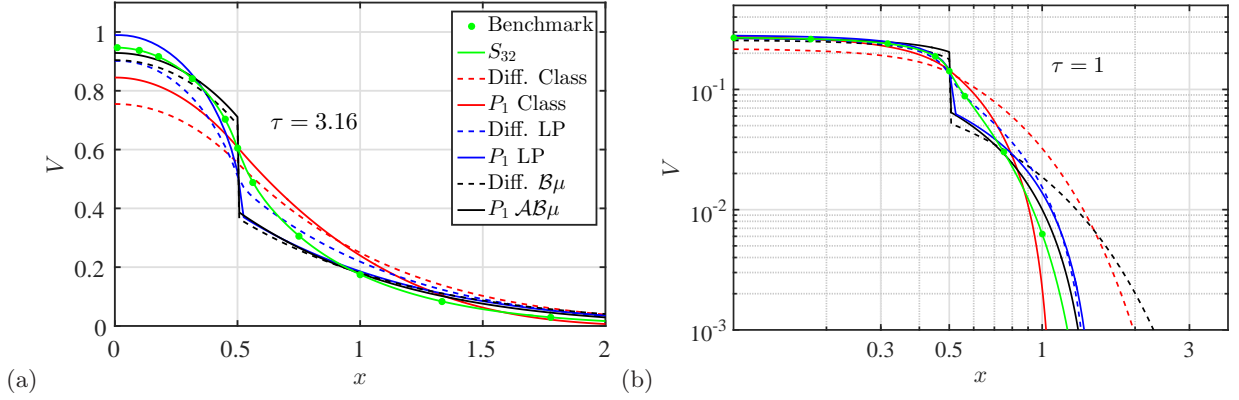 1
0.8
0.6
0.4
0.2
0
V
0
0.5
1
1.5
2
x
(a)
τ = 3.16
Benchmark
S₃₂
Diff. Class
P₁ Class
Diff. LP
P₁ LP
Diff. ℬμ
P₁ 𝒜ℬμ
10⁻¹
10⁻²
10⁻³
V
0.3
0.5
1
3
x
(b)
τ = 1